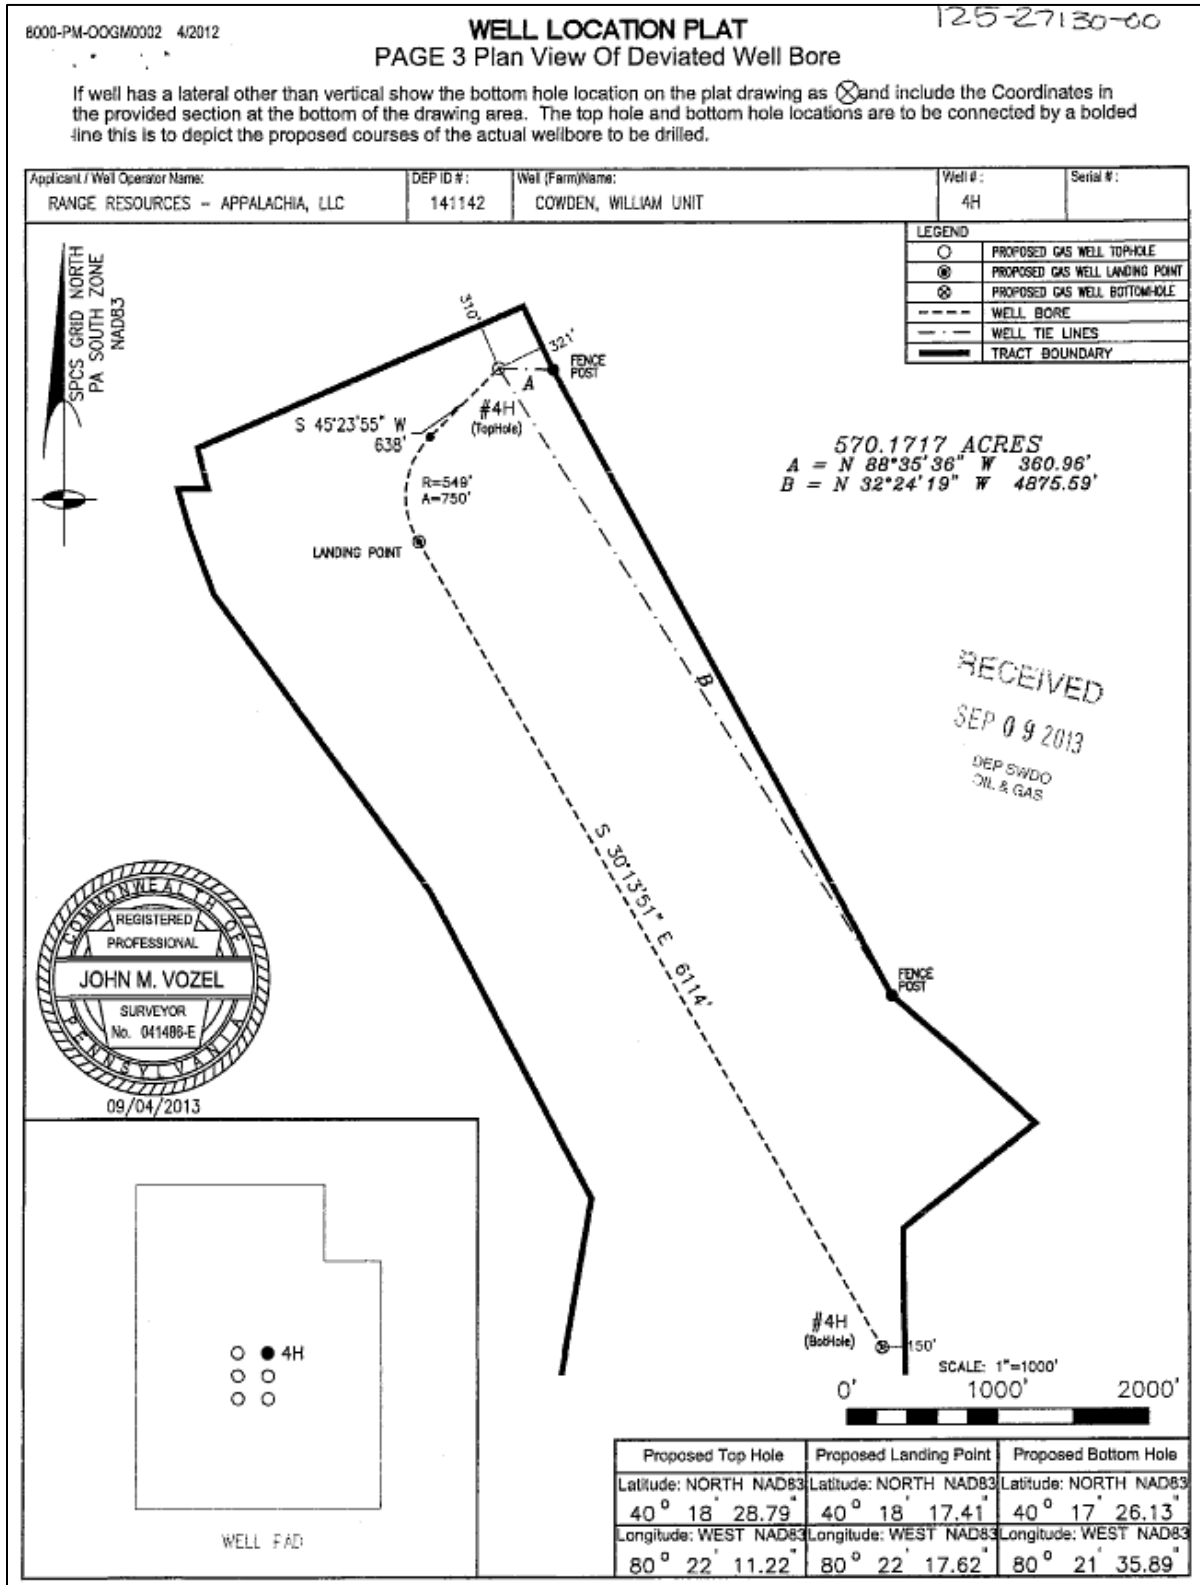 8000-PM-OOGM0002 4/2012
125-27130-00
WELL LOCATION PLAT
PAGE 3 Plan View Of Deviated Well Bore
If well has a lateral other than vertical show the bottom hole location on the plat drawing as ⊗and include the Coordinates in
the provided section at the bottom of the drawing area. The top hole and bottom hole locations are to be connected by a bolded
line this is to depict the proposed courses of the actual wellbore to be drilled.
Applicant / Well Operator Name: DEP ID #: Well (Farm)Name: Well #: Serial #:
RANGE RESOURCES - APPALACHIA, LLC 141142 COWDEN, WILLIAM UNIT 4H
LEGEND
PROPOSED GAS WELL TOPHOLE
PROPOSED GAS WELL LANDING POINT
PROPOSED GAS WELL BOTTOMHOLE
WELL BORE
WELL TIE LINES
TRACT BOUNDARY
SPCS GRID NORTH
PA SOUTH ZONE
NAD83
310'
321'
FENCE
POST
A
#4H
(TopHole)
S 45°23'55" W
638'
R=549'
A=750'
LANDING POINT
570.1717 ACRES
A = N 88°35'36" W 360.96'
B = N 32°24'19" W 4875.59'
B
RECEIVED
SEP 09 2013
DEP SWDO
OIL & GAS
S 30°13'51" E 6114'
COMMONWEALTH OF
REGISTERED
PROFESSIONAL
JOHN M. VOZEL
SURVEYOR
No. 041486-E
PENNSYLVANIA
09/04/2013
FENCE
POST
#4H
(BotHole)
150'
SCALE: 1"=1000'
0' 1000' 2000'
4H
WELL PAD
Proposed Top Hole Proposed Landing Point Proposed Bottom Hole
Latitude: NORTH NAD83 Latitude: NORTH NAD83 Latitude: NORTH NAD83
40° 18' 28.79" 40° 18' 17.41" 40° 17' 26.13"
Longitude: WEST NAD83 Longitude: WEST NAD83 Longitude: WEST NAD83
80° 22' 11.22" 80° 22' 17.62" 80° 21' 35.89"